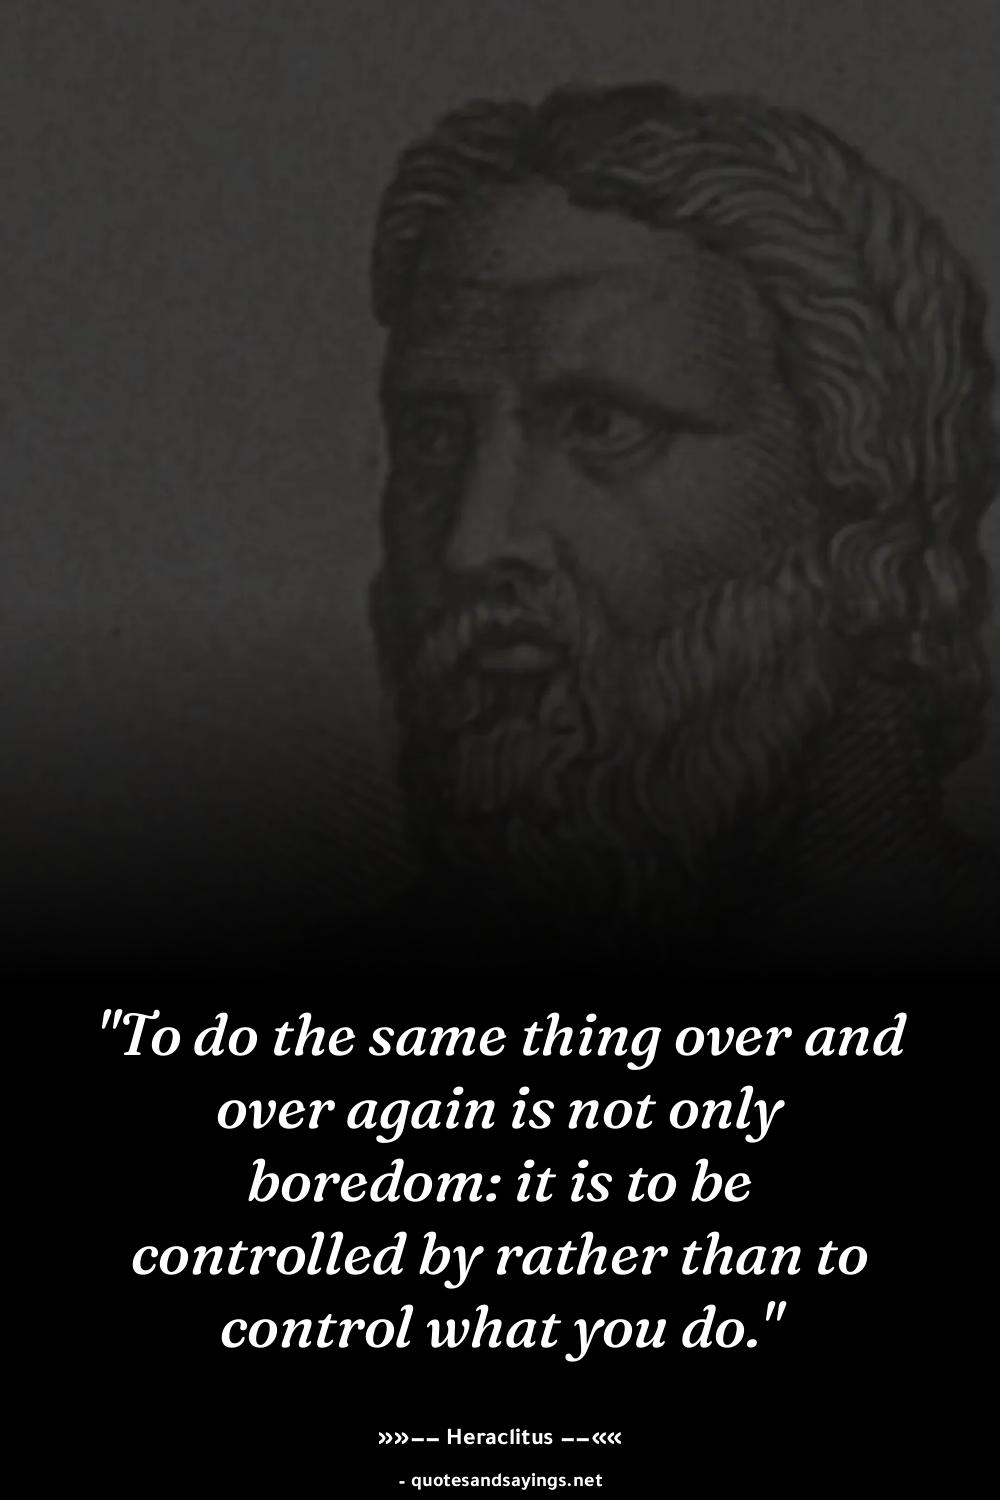 "To do the same thing over and
over again is not only
boredom: it is to be
controlled by rather than to
control what you do."
»»−− Heraclitus −−««
- quotesandsayings.net